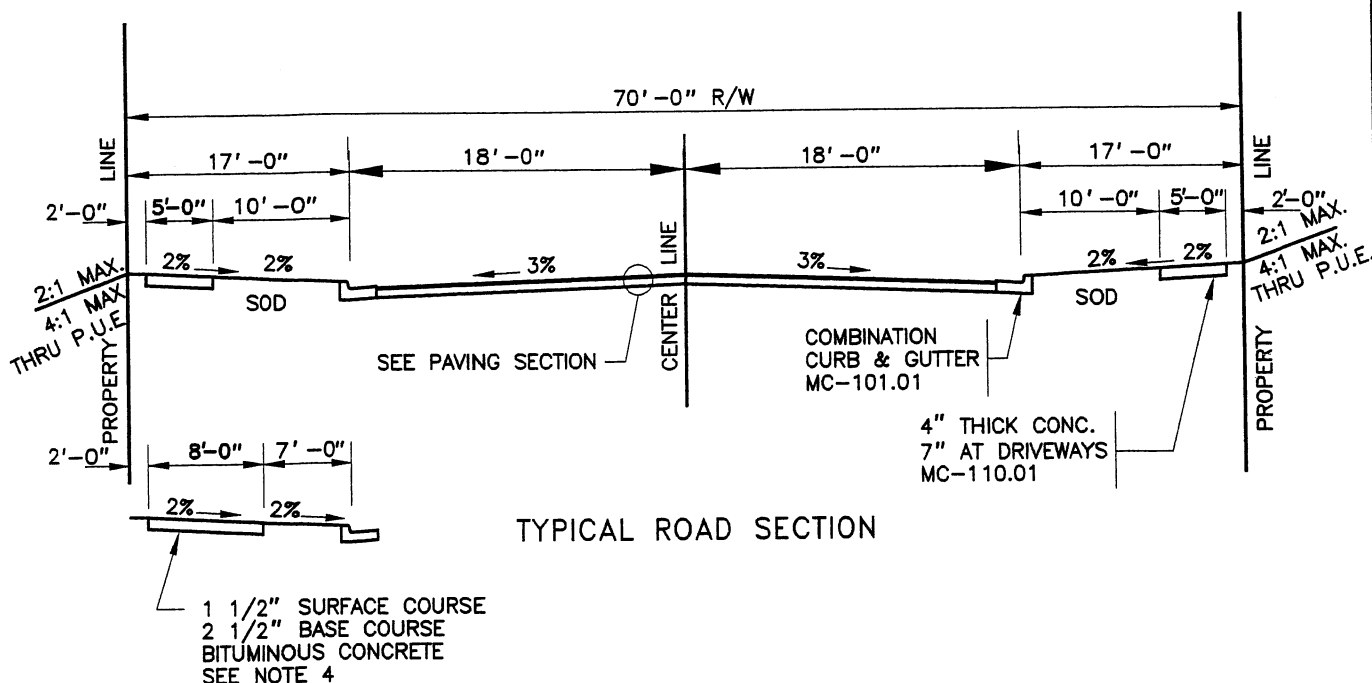 70'-0" R/W
17'-0"
18'-0"
18'-0"
17'-0"
2'-0"
5'-0"
10'-0"
10'-0"
5'-0"
2'-0"
PROPERTY LINE
CENTER LINE
PROPERTY LINE
2%
2%
3%
3%
2%
2%
2:1 MAX.
4:1 MAX
THRU P.U.E
2:1 MAX.
4:1 MAX.
THRU P.U.E.
SOD
SOD
SEE PAVING SECTION
COMBINATION
CURB & GUTTER
MC-101.01
4" THICK CONC.
7" AT DRIVEWAYS
MC-110.01
2'-0"
8'-0"
7'-0"
2%
2%
TYPICAL ROAD SECTION
1 1/2" SURFACE COURSE
2 1/2" BASE COURSE
BITUMINOUS CONCRETE
SEE NOTE 4